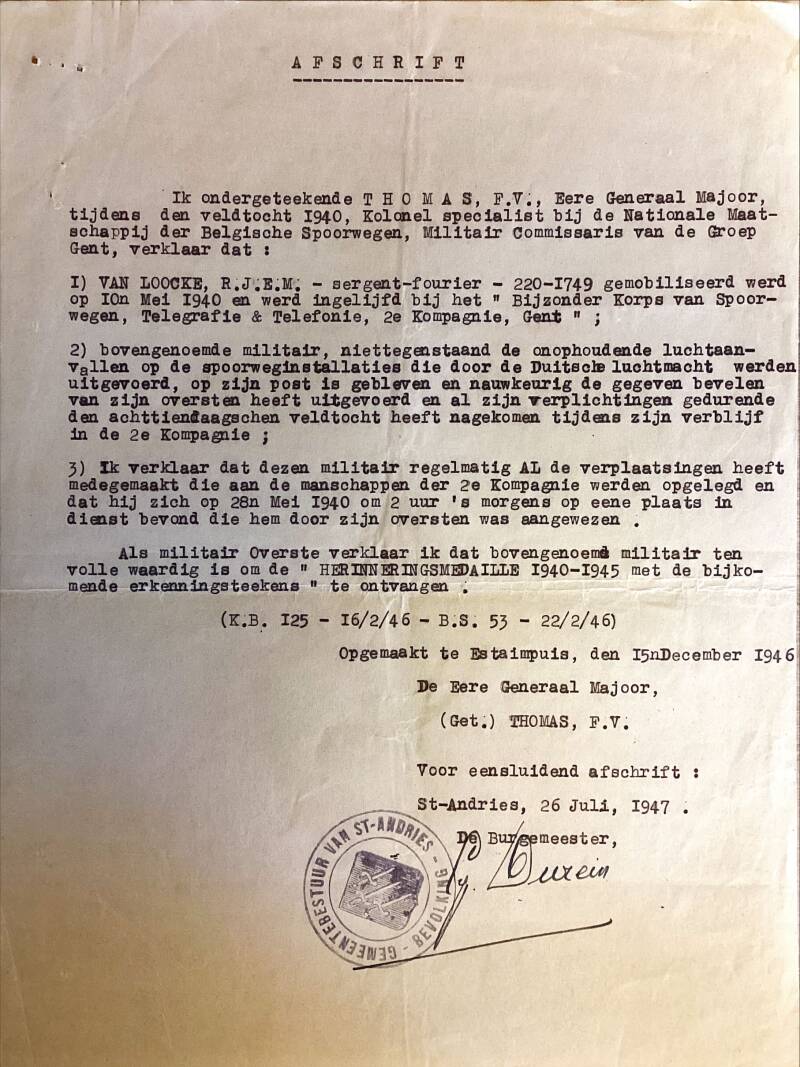 A F S C H R I F T
Ik ondergeteekende T H O M A S, F.V., Eere Generaal Majoor,
tijdens den veldtocht I940, Kolonel specialist bij de Nationale Maat-
schappij der Belgische Spoorwegen, Militair Commissaris van de Groep
Gent, verklaar dat :
I) VAN LOOCKE, R.J.E.M. - sergent-fourier - 220-I749 gemobiliseerd werd
op I0n Mei I940 en werd ingelijfd bij het " Bijzonder Korps van Spoor-
wegen, Telegrafie & Telefonie, 2e Kompagnie, Gent " ;
2) bovengenoemde militair, niettegenstaand de onophoudende luchtaan-
vallen op de spoorweginstallaties die door de Duitsche luchtmacht werden
uitgevoerd, op zijn post is gebleven en nauwkeurig de gegeven bevelen
van zijn oversten heeft uitgevoerd en al zijn verplichtingen gedurende
den achttiendaagschen veldtocht heeft nagekomen tijdens zijn verblijf
in de 2e Kompagnie ;
3) Ik verklaar dat dezen militair regelmatig AL de verplaatsingen heeft
medegemaakt die aan de manschappen der 2e Kompagnie werden opgelegd en
dat hij zich op 28n Mei I940 om 2 uur 's morgens op eene plaats in
dienst bevond die hem door zijn oversten was aangewezen .
Als militair Overste verklaar ik dat bovengenoemd militair ten
volle waardig is om de " HERINNERINGSMEDAILLE I940-I945 met de bijko-
mende erkenningsteekens " te ontvangen .
(K.B. I25 - I6/2/46 - B.S. 53 - 22/2/46)
Opgemaakt te Estaimpuis, den I5nDecember I946
De Eere Generaal Majoor,
(Get.) THOMAS, F.V.
Voor eensluidend afschrift :
St-Andries, 26 Juli, I947 .
De Burgemeester,
GEMEENTEBESTUUR VAN ST-ANDRIES - BEVOLKING -